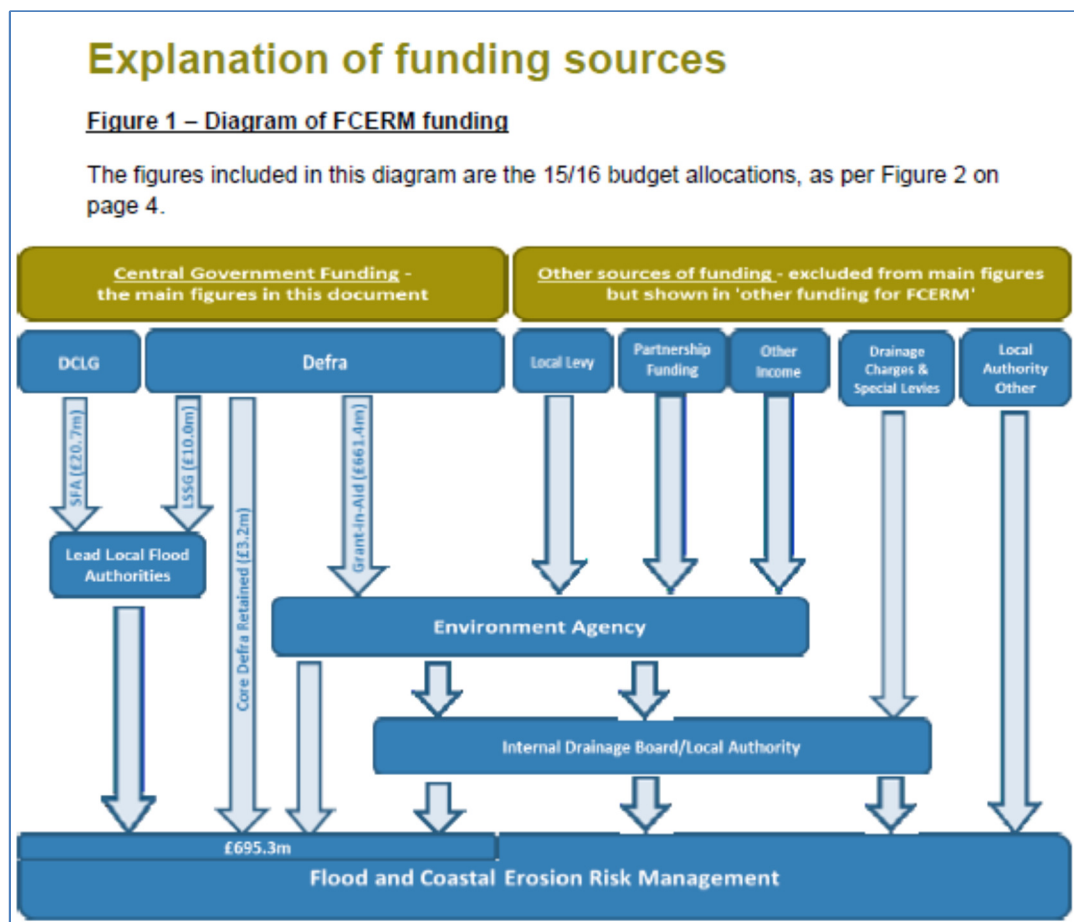 Explanation of funding sources
Figure 1 – Diagram of FCERM funding
The figures included in this diagram are the 15/16 budget allocations, as per Figure 2 on
page 4.
Central Government Funding -
the main figures in this document
Other sources of funding - excluded from main figures
but shown in 'other funding for FCERM'
DCLG
Defra
Local Levy
Partnership
Funding
Other
Income
Drainage
Charges &
Special Levies
Local
Authority
Other
SFA (£20.7m)
LSSG (£10.0m)
Core Defra Retained (£3.2m)
Grant-in-Aid (£661.4m)
Lead Local Flood
Authorities
Environment Agency
Internal Drainage Board/Local Authority
£695.3m
Flood and Coastal Erosion Risk Management